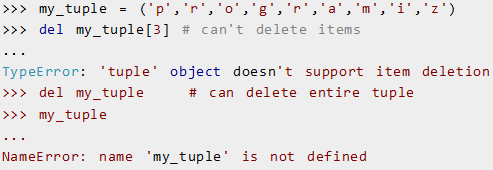 >>> my_tuple = ('p','r','o','g','r','a','m','i','z')
>>> del my_tuple[3] # can't delete items
...
TypeError: 'tuple' object doesn't support item deletion
>>> del my_tuple    # can delete entire tuple
>>> my_tuple
...
NameError: name 'my_tuple' is not defined